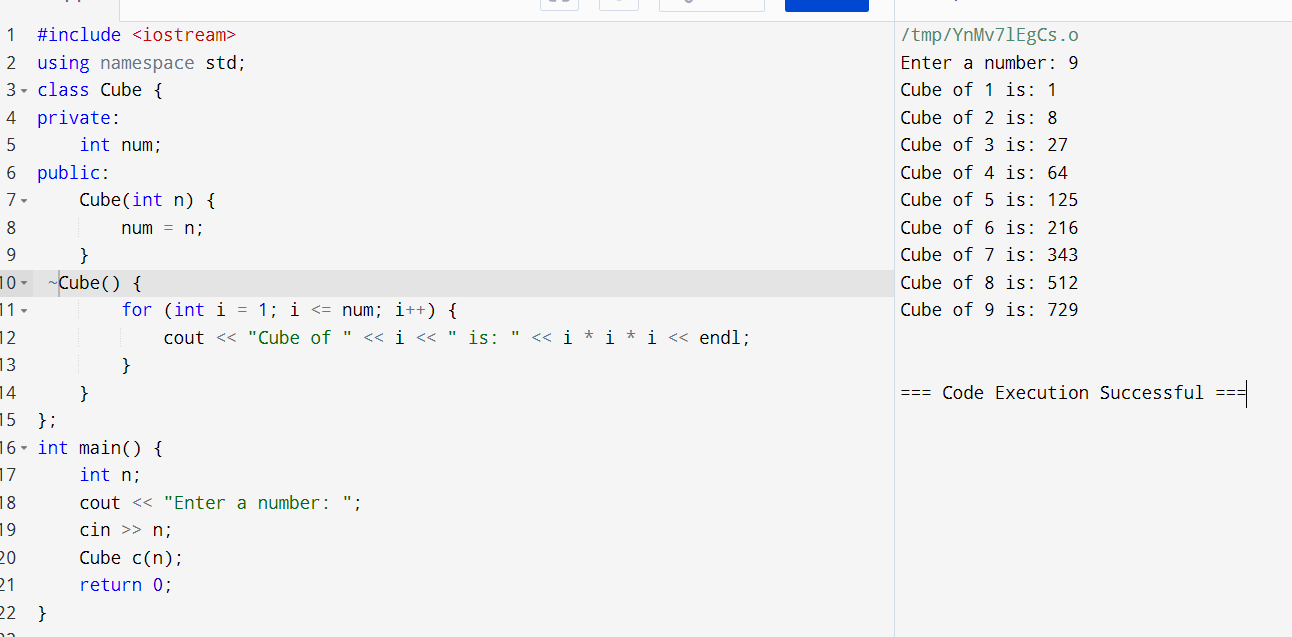 1 #include <iostream>
2 using namespace std;
3 class Cube {
4 private:
5     int num;
6 public:
7     Cube(int n) {
8         num = n;
9     }
10  ~Cube() {
11         for (int i = 1; i <= num; i++) {
12             cout << "Cube of " << i << " is: " << i * i * i << endl;
13         }
14     }
15 };
16 int main() {
17     int n;
18     cout << "Enter a number: ";
19     cin >> n;
20     Cube c(n);
21     return 0;
22 }
/tmp/YnMv7lEgCs.o
Enter a number: 9
Cube of 1 is: 1
Cube of 2 is: 8
Cube of 3 is: 27
Cube of 4 is: 64
Cube of 5 is: 125
Cube of 6 is: 216
Cube of 7 is: 343
Cube of 8 is: 512
Cube of 9 is: 729
=== Code Execution Successful ===